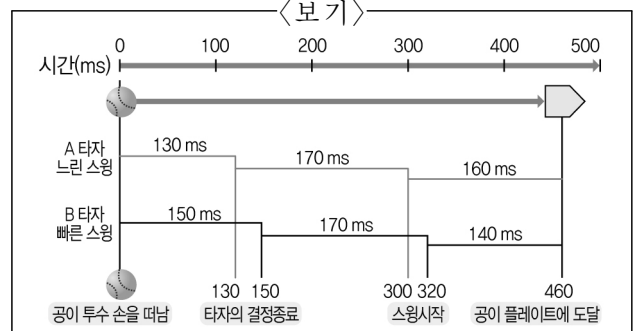 〈보기〉
0 100 200 300 400 500
시간(ms)
A 타자
느린 스윙
130 ms
170 ms
160 ms
B 타자
빠른 스윙
150 ms
170 ms
140 ms
130 150 300 320 460
공이 투수 손을 떠남 타자의 결정종료 스윙시작 공이 플레이트에 도달